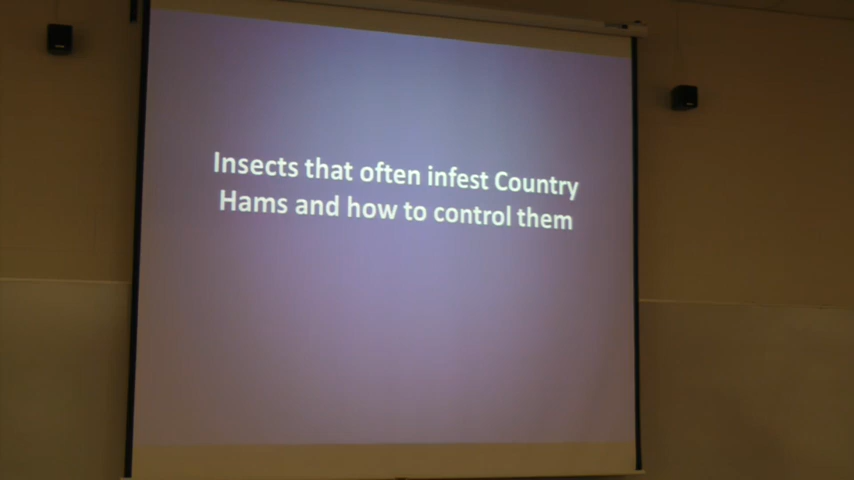 Insects that often infest Country
Hams and how to control them